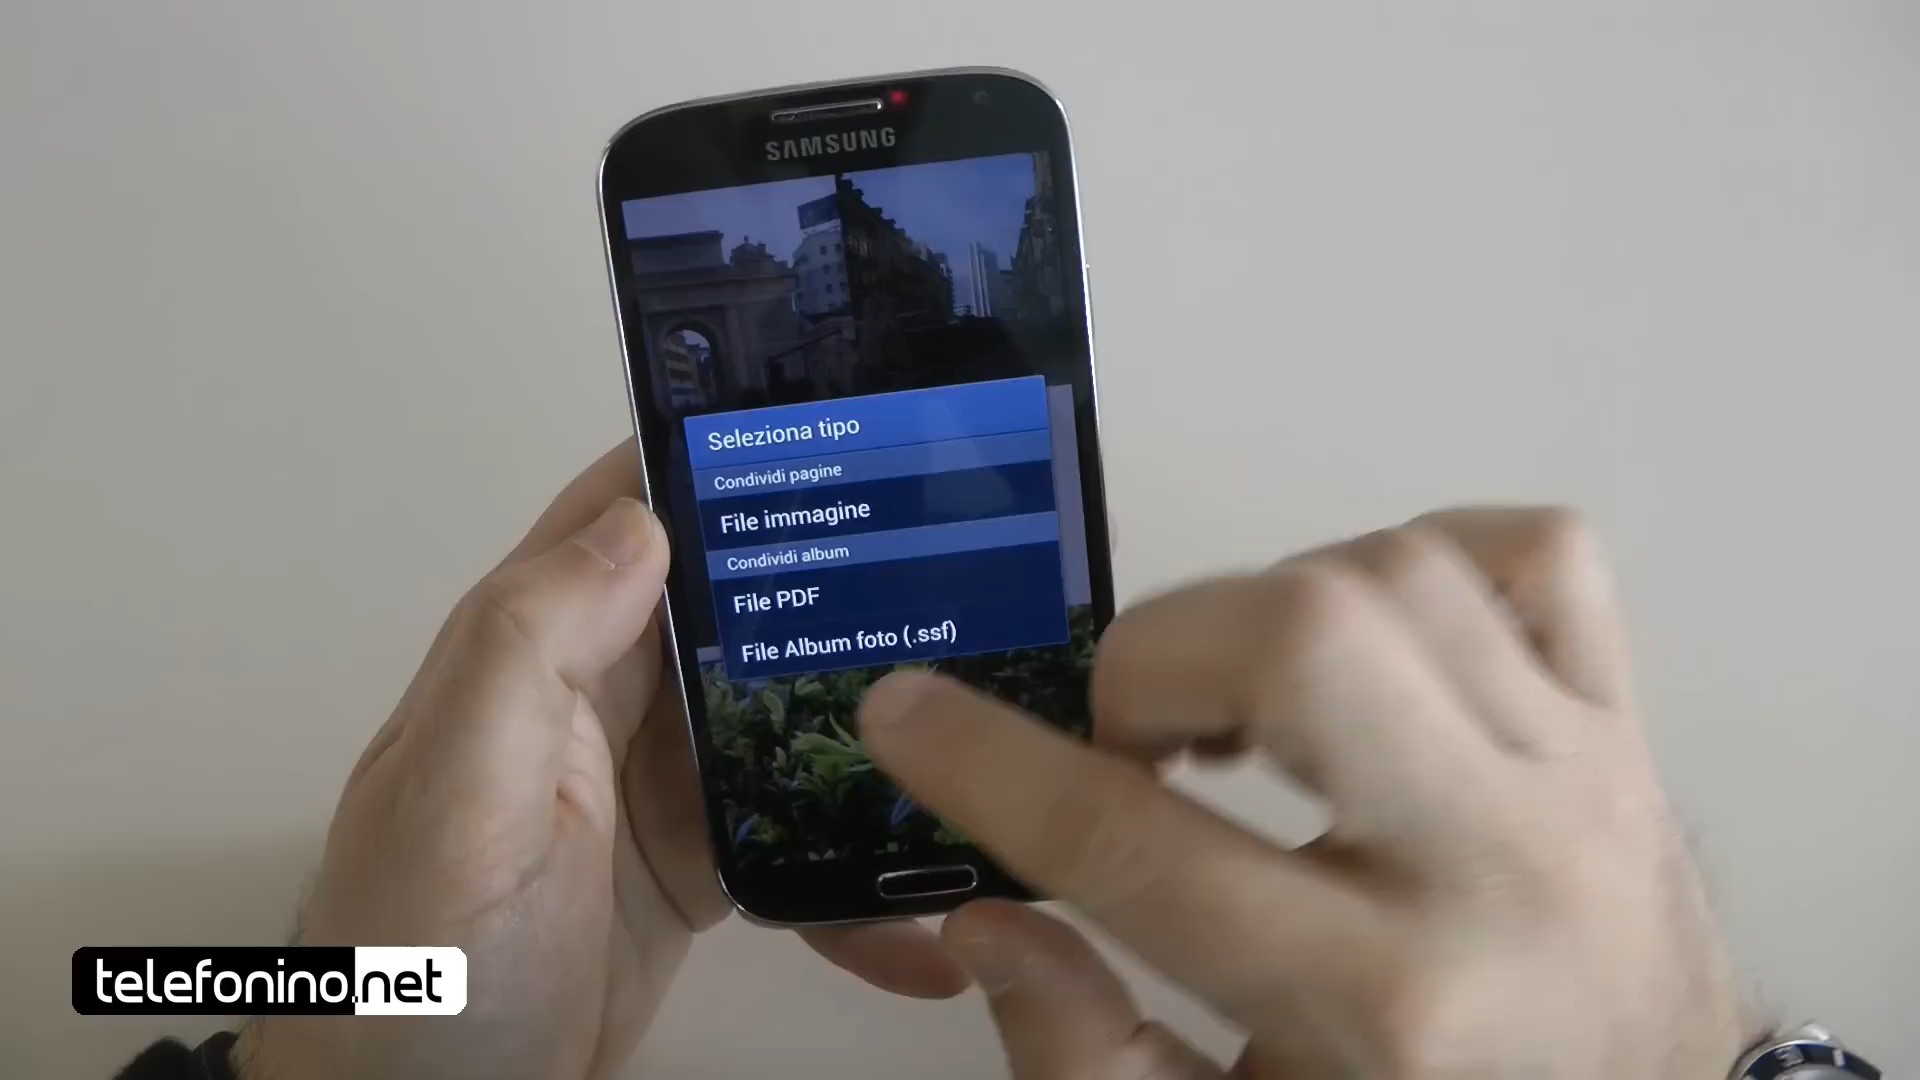 SAMSUNG
Seleziona tipo
Condividi pagine
File immagine
Condividi album
File PDF
File Album foto (.ssf)
telefonino.net